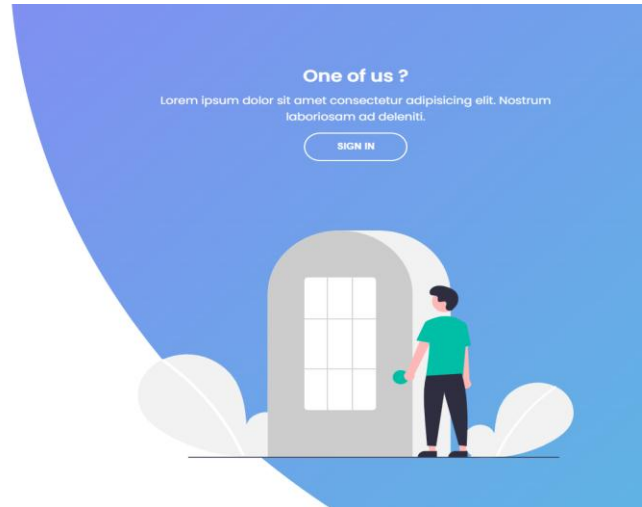 One of us ?
Lorem ipsum dolor sit amet consectetur adipisicing elit. Nostrum
laboriosam ad deleniti.
SIGN IN